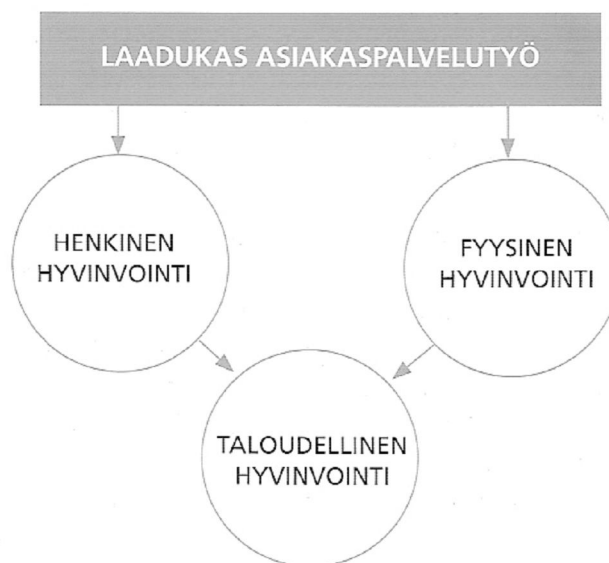 LAADUKAS ASIAKASPALVELUTYÖ
HENKINEN
HYVINVOINTI
FYYSINEN
HYVINVOINTI
TALOUDELLINEN
HYVINVOINTI